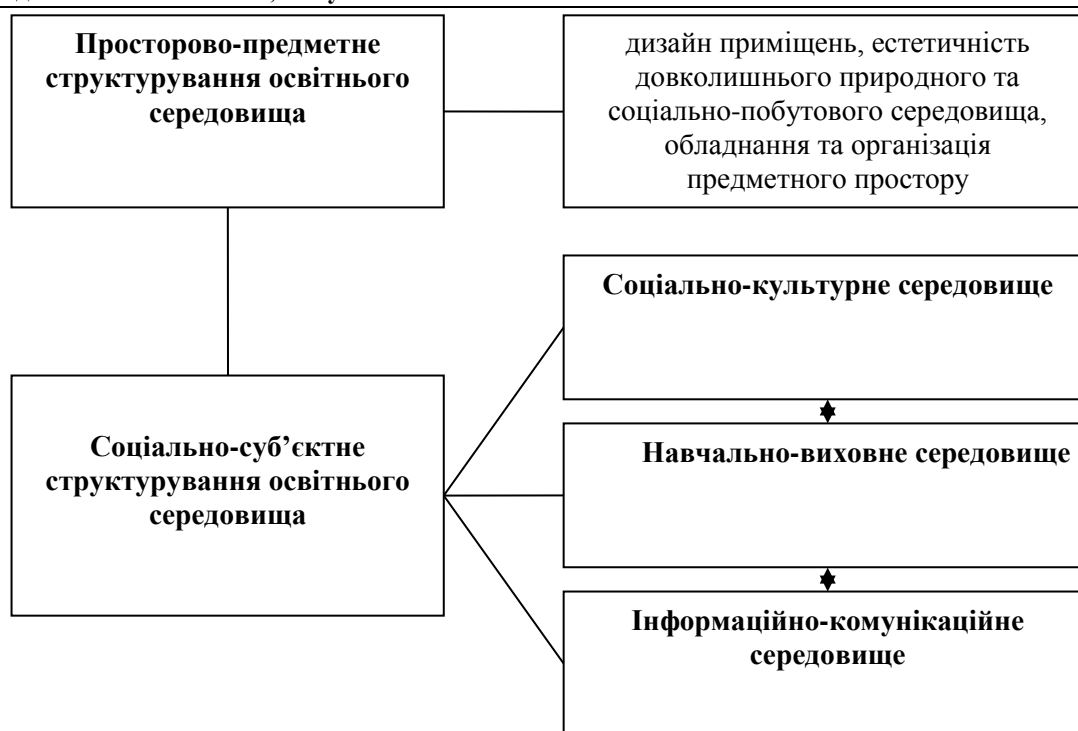 Просторово-предметне
структурування освітнього
середовища
дизайн приміщень, естетичність
довколишнього природного та
соціально-побутового середовища,
обладнання та організація
предметного простору
Соціально-культурне середовище
Соціально-суб’єктне
структурування освітнього
середовища
Навчально-виховне середовище
Інформаційно-комунікаційне
середовище